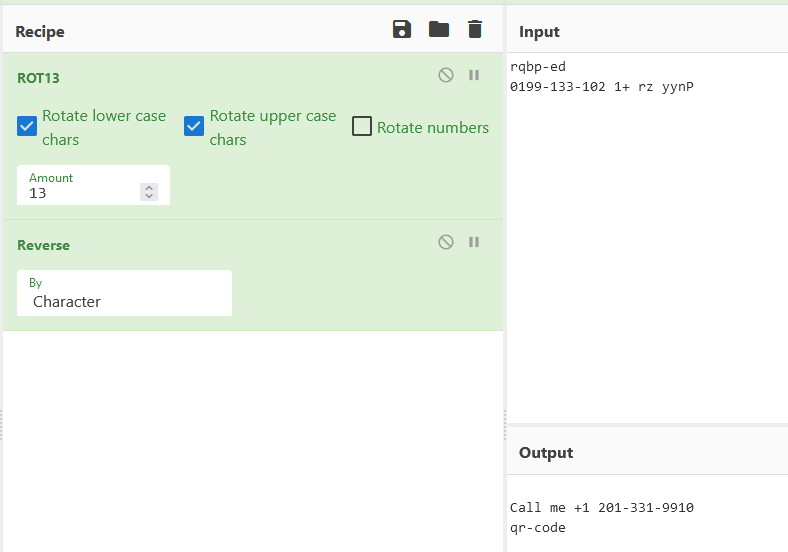 Recipe
ROT13
Rotate lower case chars
Rotate upper case chars
Rotate numbers
Amount
13
Reverse
By
Character
Input
rqbp-ed
0199-133-102 1+ rz yynP
Output
Call me +1 201-331-9910
qr-code